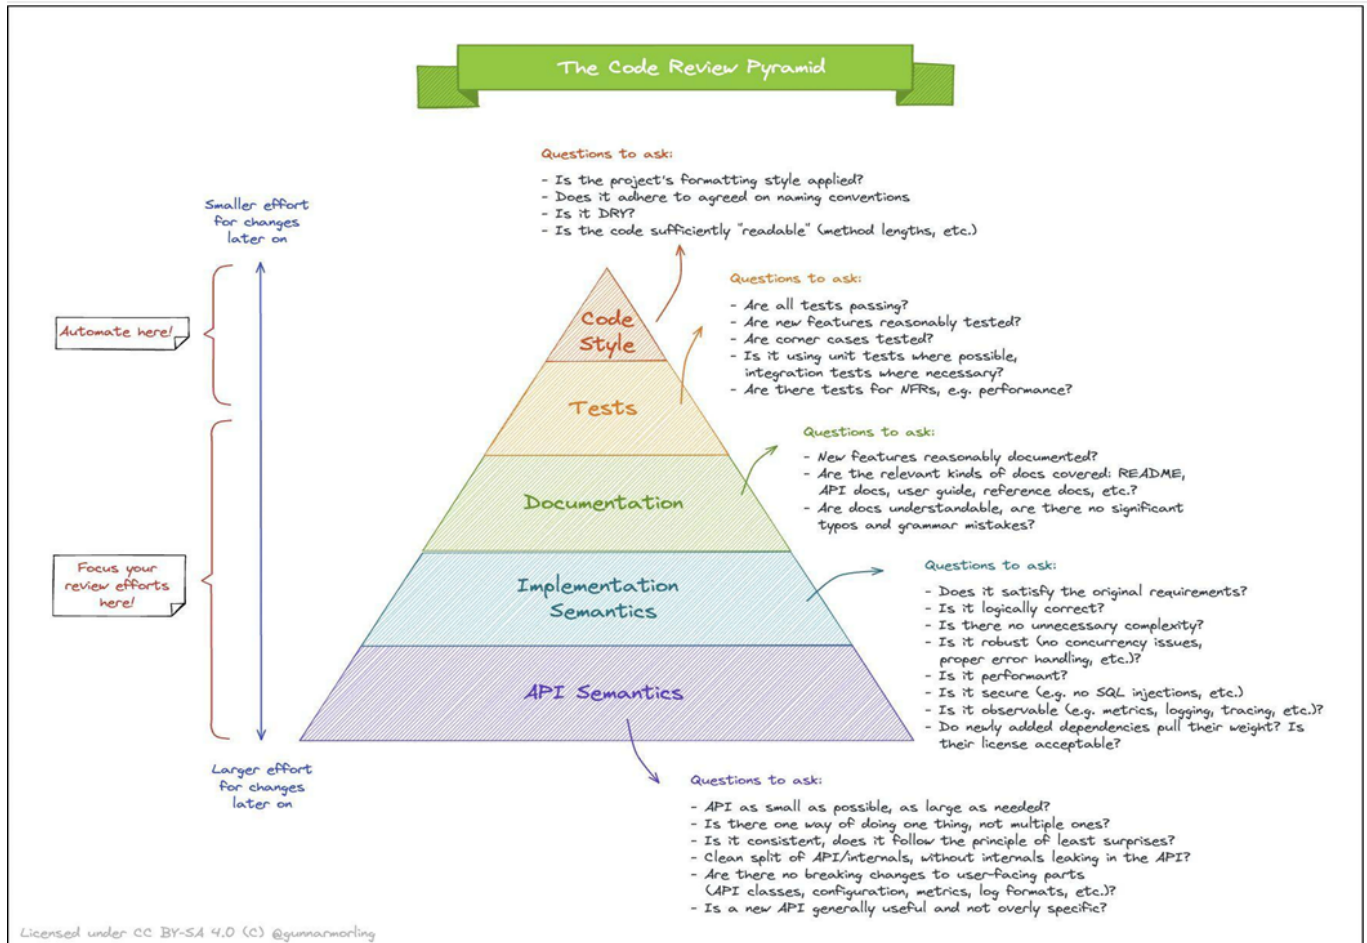 The Code Review Pyramid
Questions to ask:
- Is the project's formatting style applied?
- Does it adhere to agreed on naming conventions
- Is it DRY?
- Is the code sufficiently "readable" (method lengths, etc.)
Smaller effort
for changes
later on
Automate here!
Code
Style
Questions to ask:
- Are all tests passing?
- Are new features reasonably tested?
- Are corner cases tested?
- Is it using unit tests where possible,
integration tests where necessary?
- Are there tests for NFRs, e.g. performance?
Tests
Questions to ask:
- New features reasonably documented?
- Are the relevant kinds of docs covered: README,
API docs, user guide, reference docs, etc.?
- Are docs understandable, are there no significant
typos and grammar mistakes?
Documentation
Focus your
review efforts
here!
Implementation
Semantics
Questions to ask:
- Does it satisfy the original requirements?
- Is it logically correct?
- Is there no unnecessary complexity?
- Is it robust (no concurrency issues,
proper error handling, etc.)?
- Is it performant?
- Is it secure (e.g. no SQL injections, etc.)
- Is it observable (e.g. metrics, logging, tracing, etc.)?
- Do newly added dependencies pull their weight? Is
their license acceptable?
API Semantics
Larger effort
for changes
later on
Questions to ask:
- API as small as possible, as large as needed?
- Is there one way of doing one thing, not multiple ones?
- Is it consistent, does it follow the principle of least surprises?
- Clean split of API/internals, without internals leaking in the API?
- Are there no breaking changes to user-facing parts
(API classes, configuration, metrics, log formats, etc.)?
- Is a new API generally useful and not overly specific?
Licensed under CC BY-SA 4.0 (C) @gunnarmorling